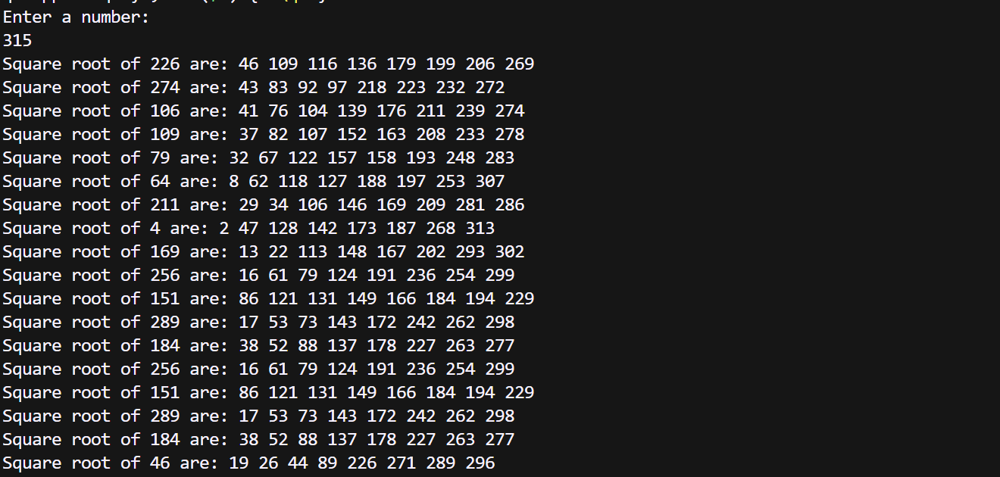 Enter a number:
315
Square root of 226 are: 46 109 116 136 179 199 206 269
Square root of 274 are: 43 83 92 97 218 223 232 272
Square root of 106 are: 41 76 104 139 176 211 239 274
Square root of 109 are: 37 82 107 152 163 208 233 278
Square root of 79 are: 32 67 122 157 158 193 248 283
Square root of 64 are: 8 62 118 127 188 197 253 307
Square root of 211 are: 29 34 106 146 169 209 281 286
Square root of 4 are: 2 47 128 142 173 187 268 313
Square root of 169 are: 13 22 113 148 167 202 293 302
Square root of 256 are: 16 61 79 124 191 236 254 299
Square root of 151 are: 86 121 131 149 166 184 194 229
Square root of 289 are: 17 53 73 143 172 242 262 298
Square root of 184 are: 38 52 88 137 178 227 263 277
Square root of 256 are: 16 61 79 124 191 236 254 299
Square root of 151 are: 86 121 131 149 166 184 194 229
Square root of 289 are: 17 53 73 143 172 242 262 298
Square root of 184 are: 38 52 88 137 178 227 263 277
Square root of 46 are: 19 26 44 89 226 271 289 296